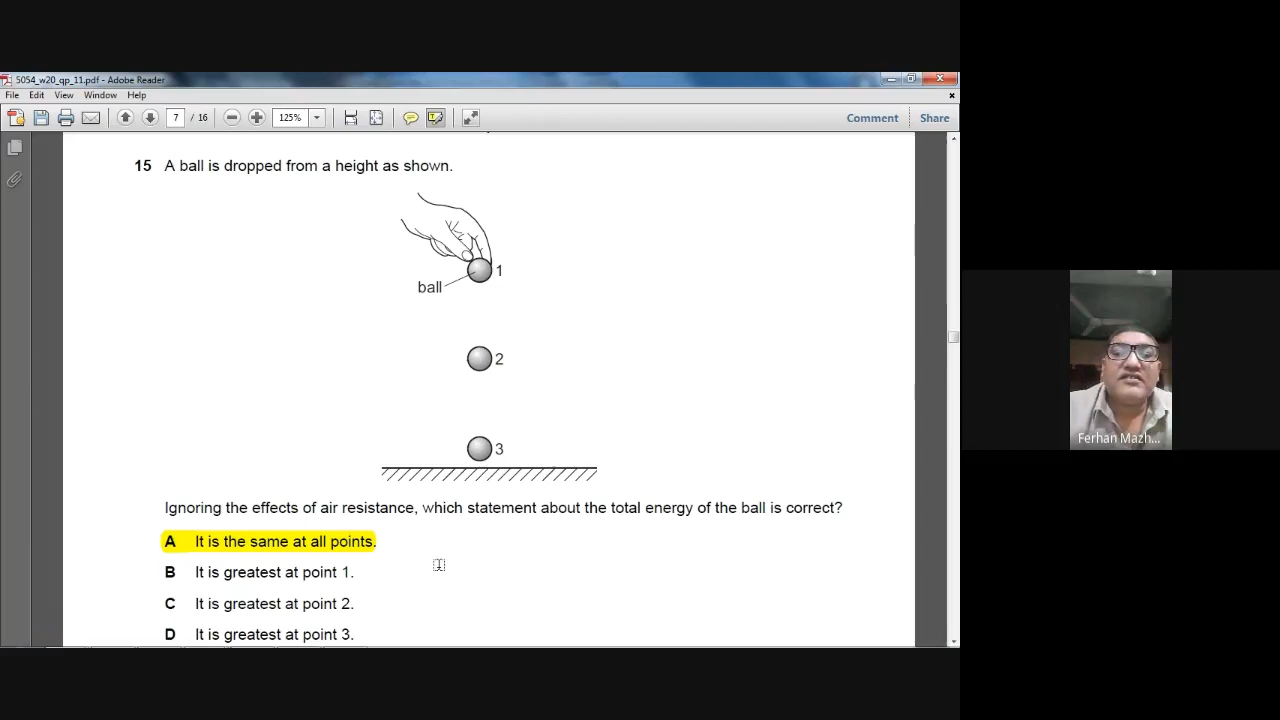 5054_w20_qp_11.pdf - Adobe Reader
File Edit View Window Help
7 / 16 125% Comment Share
15 A ball is dropped from a height as shown.
1
ball
2
3
Ignoring the effects of air resistance, which statement about the total energy of the ball is correct?
A It is the same at all points.
B It is greatest at point 1.
C It is greatest at point 2.
D It is greatest at point 3.
Ferhan Mazh...